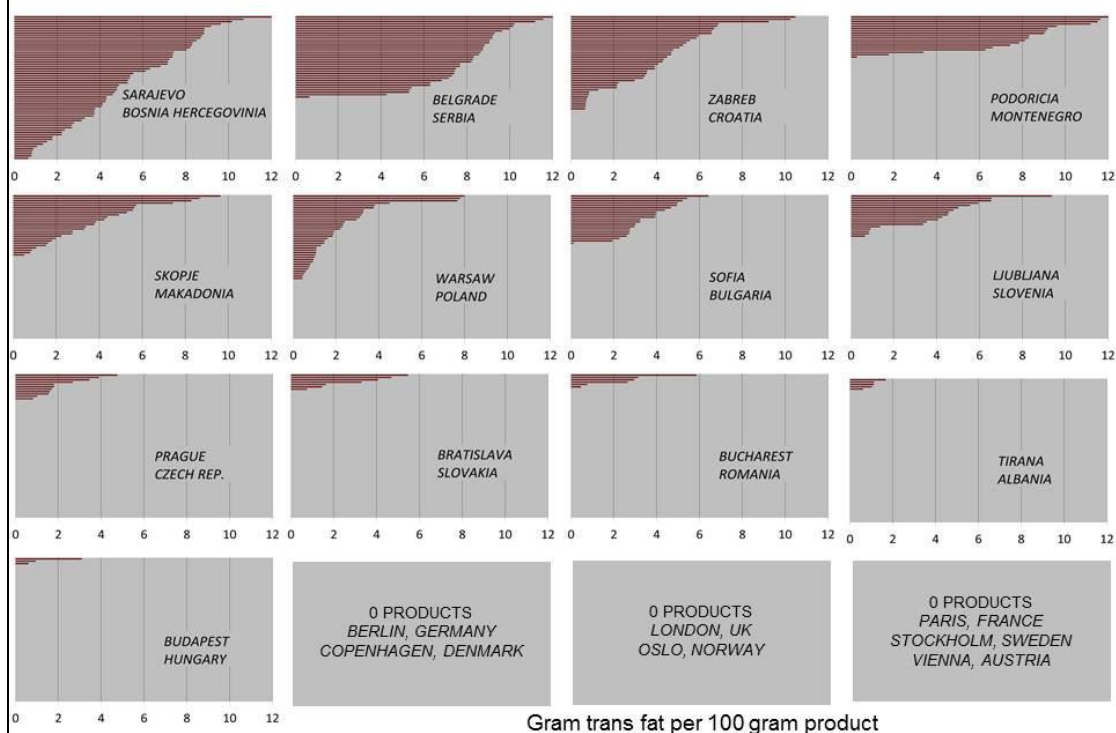 SARAJEVO
BOSNIA HERCEGOVINIA
0 2 4 6 8 10 12
BELGRADE
SERBIA
0 2 4 6 8 10 12
ZABREB
CROATIA
0 2 4 6 8 10 12
PODORICIA
MONTENEGRO
0 2 4 6 8 10 12
SKOPJE
MAKADONIA
0 2 4 6 8 10 12
WARSAW
POLAND
0 2 4 6 8 10 12
SOFIA
BULGARIA
0 2 4 6 8 10 12
LJUBLJANA
SLOVENIA
0 2 4 6 8 10 12
PRAGUE
CZECH REP.
0 2 4 6 8 10 12
BRATISLAVA
SLOVAKIA
0 2 4 6 8 10 12
BUCHAREST
ROMANIA
0 2 4 6 8 10 12
TIRANA
ALBANIA
0 2 4 6 8 10 12
BUDAPEST
HUNGARY
0 2 4 6 8 10 12
0 PRODUCTS
BERLIN, GERMANY
COPENHAGEN, DENMARK
0 PRODUCTS
LONDON, UK
OSLO, NORWAY
0 PRODUCTS
PARIS, FRANCE
STOCKHOLM, SWEDEN
VIENNA, AUSTRIA
Gram trans fat per 100 gram product